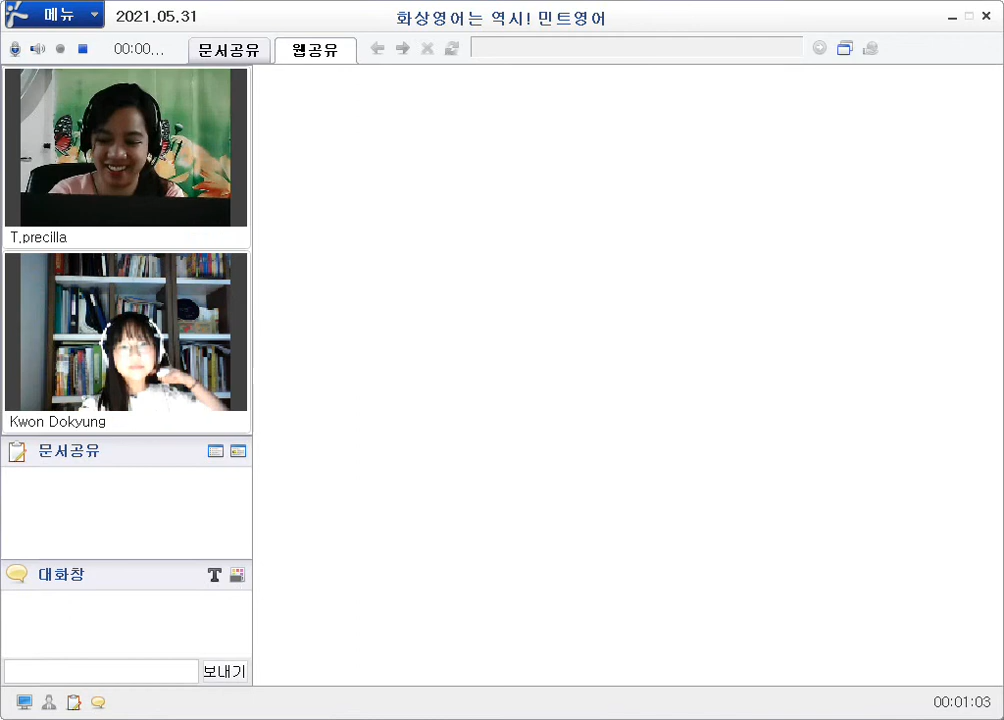 메뉴
2021.05.31
화상영어는 역시! 민트영어
00:00...
문서공유
웹공유
T.precilla
Kwon Dokyung
문서공유
대화창
T
보내기
00:01:03